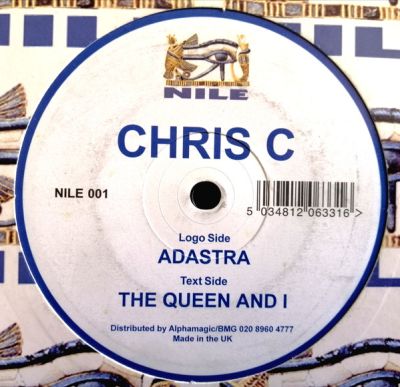 NILE
CHRIS C
NILE 001
5 034812 063316 >
Logo Side
ADASTRA
Text Side
THE QUEEN AND I
Distributed by Alphamagic/BMG 020 8960 4777
Made in the UK